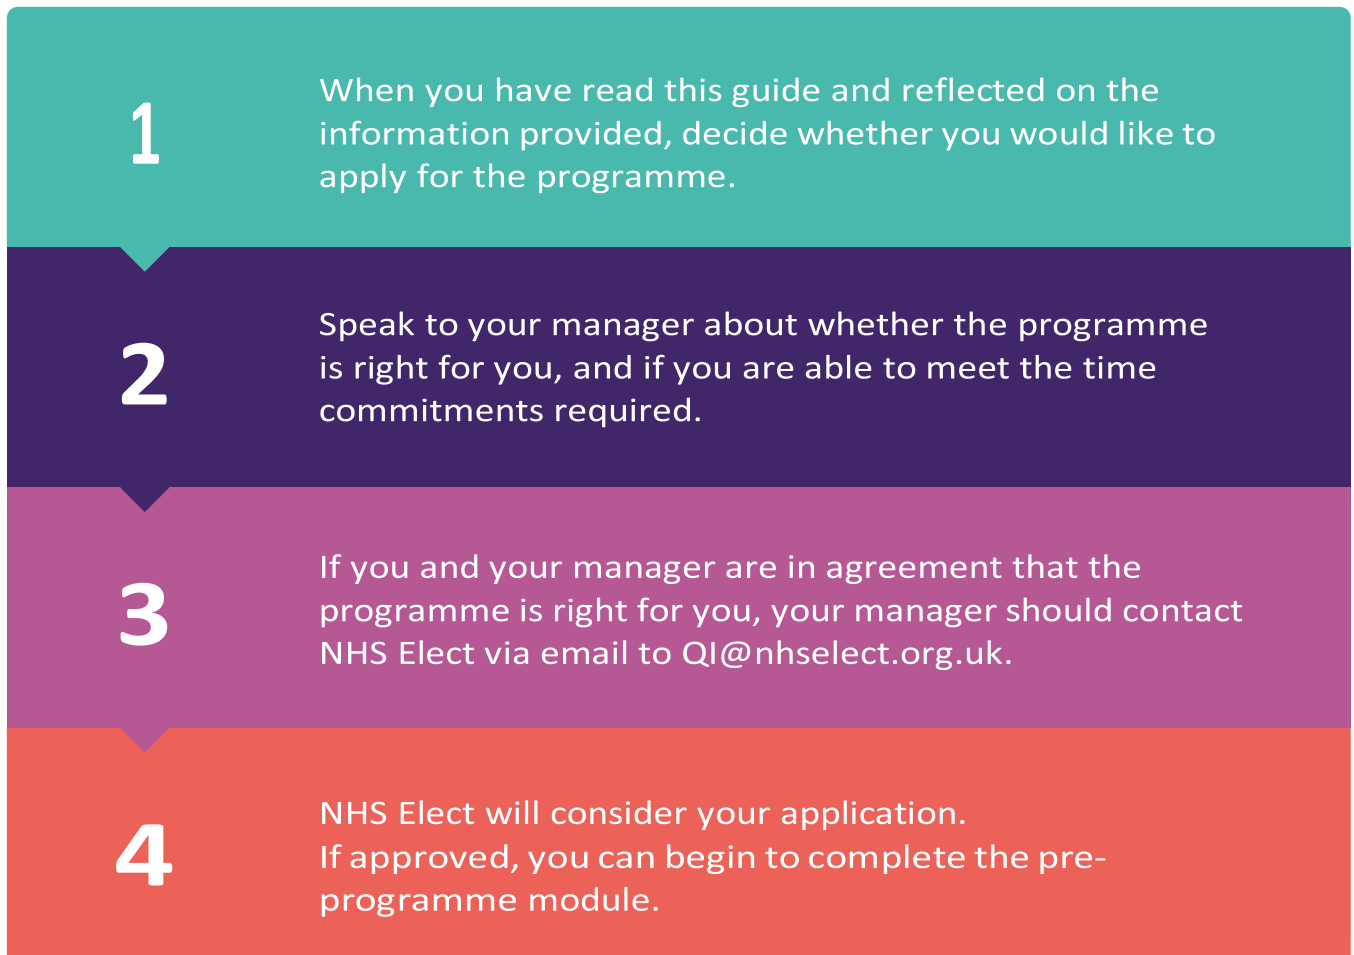 1
When you have read this guide and reflected on the
information provided, decide whether you would like to
apply for the programme.
2
Speak to your manager about whether the programme
is right for you, and if you are able to meet the time
commitments required.
3
If you and your manager are in agreement that the
programme is right for you, your manager should contact
NHS Elect via email to QI@nhselect.org.uk.
4
NHS Elect will consider your application.
If approved, you can begin to complete the pre-
programme module.